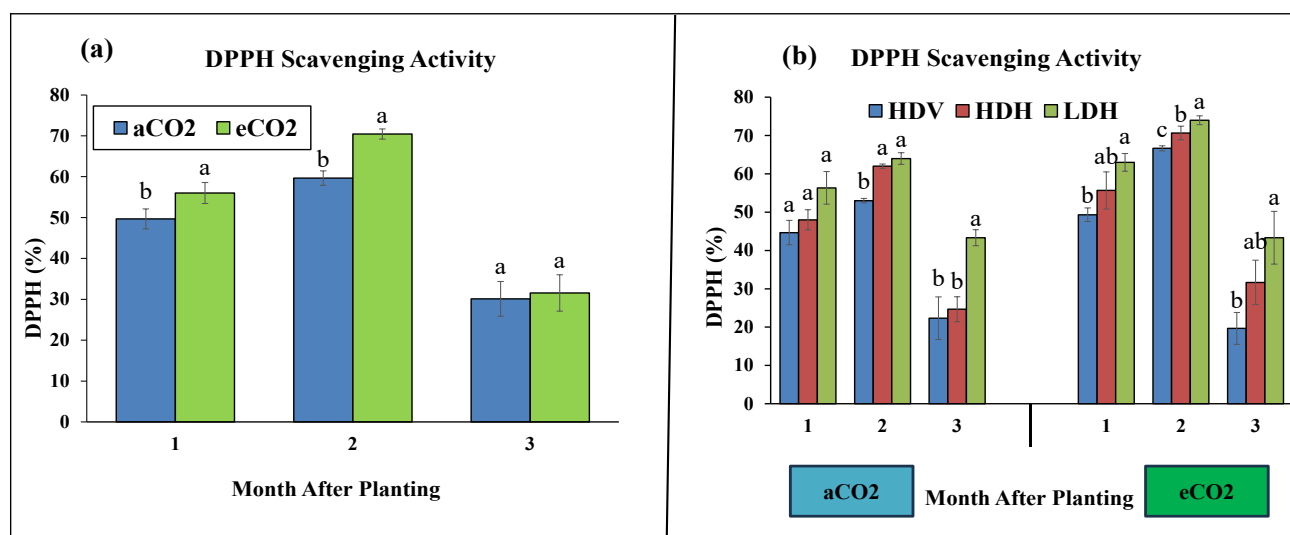 (a)
DPPH Scavenging Activity
aCO2 eCO2
DPPH (%)
80
70
60
50
40
30
20
10
0
b a b a a a
1 2 3
Month After Planting
(b)
DPPH Scavenging Activity
HDV HDH LDH
DPPH (%)
80
70
60
50
40
30
20
10
0
a a a b a a b b a b ab a c b a b ab a
1 2 3 1 2 3
aCO2 Month After Planting eCO2